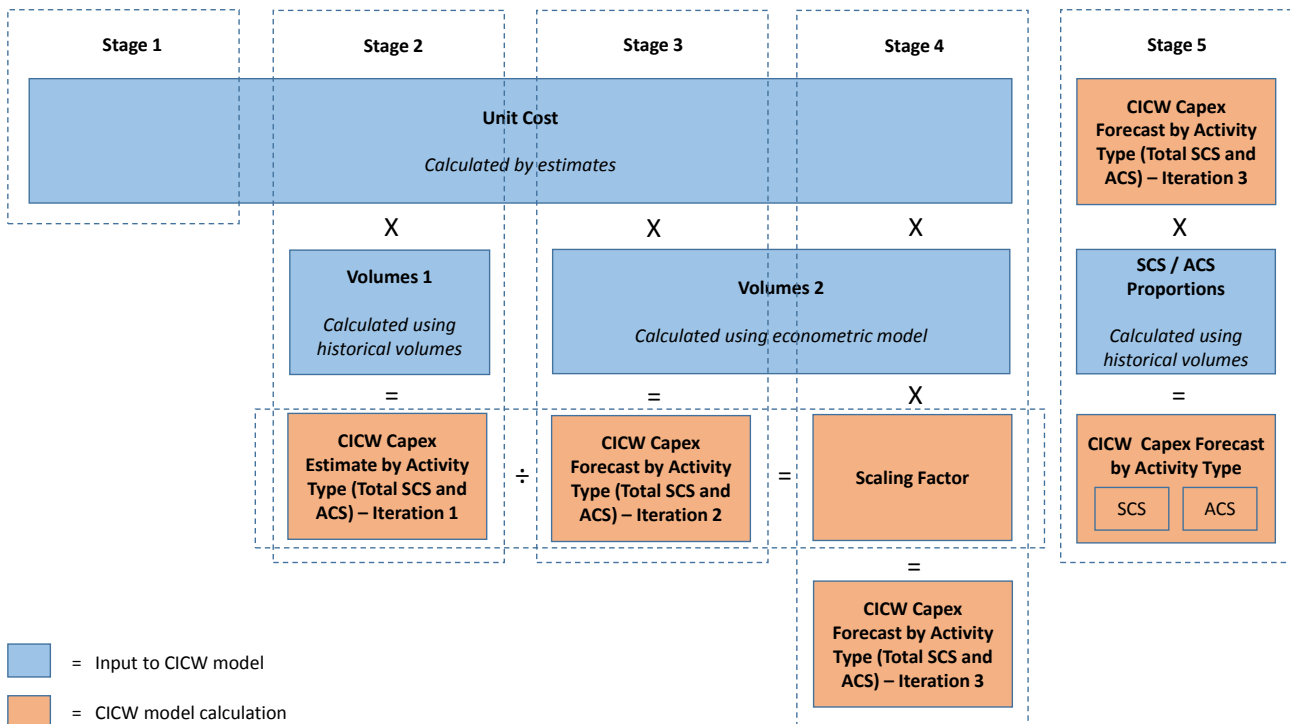 Stage 1
Stage 2
Stage 3
Stage 4
Stage 5
Unit Cost
Calculated by estimates
CICW Capex
Forecast by Activity
Type (Total SCS and
ACS) – Iteration 3
X
X
X
X
Volumes 1
Calculated using
historical volumes
Volumes 2
Calculated using econometric model
SCS / ACS
Proportions
Calculated using
historical volumes
=
=
X
=
CICW Capex
Estimate by Activity
Type (Total SCS and
ACS) – Iteration 1
÷
CICW Capex
Forecast by Activity
Type (Total SCS and
ACS) – Iteration 2
=
Scaling Factor
CICW Capex Forecast
by Activity Type
SCS
ACS
=
CICW Capex
Forecast by Activity
Type (Total SCS and
ACS) – Iteration 3
= Input to CICW model
= CICW model calculation